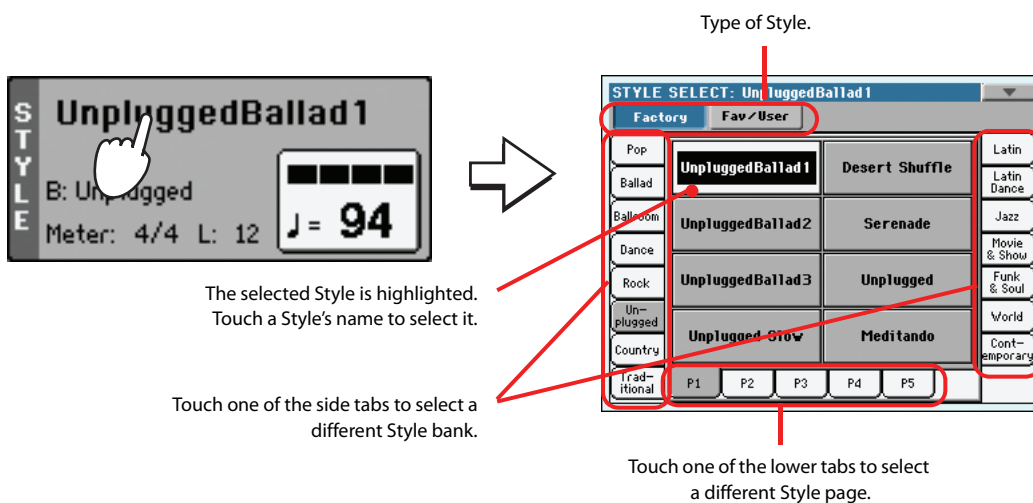 Type of Style.
STYLE
UnpluggedBallad1
B: Unplugged
Meter: 4/4 L: 12
♩= 94
STYLE SELECT: UnpluggedBallad1
Factory Fav/User
Pop
Ballad
Ballroom
Dance
Rock
Un-
plugged
Country
Trad-
itional
UnpluggedBallad1 Desert Shuffle
UnpluggedBallad2 Serenade
UnpluggedBallad3 Unplugged
Unplugged Slow Meditando
Latin
Latin
Dance
Jazz
Movie
& Show
Funk
& Soul
World
Cont-
emporary
P1 P2 P3 P4 P5
The selected Style is highlighted.
Touch a Style's name to select it.
Touch one of the side tabs to select a
different Style bank.
Touch one of the lower tabs to select
a different Style page.